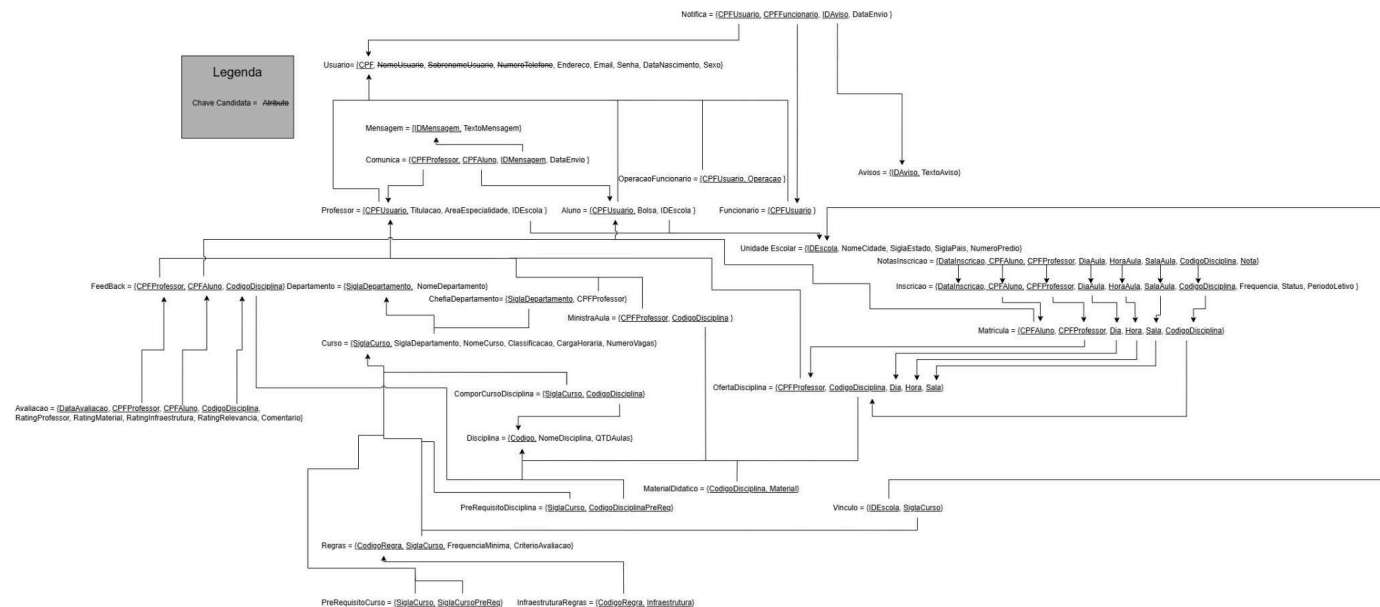 Notifica = {CPFUsuario, CPFFuncionario, IDAviso, DataEnvio }
Legenda
Chave Candidata = Atributo
Usuario= {CPF, NomeUsuario, SobrenomeUsuario, NumeroTelefone, Endereco, Email, Senha, DataNascimento, Sexo}
Mensagem = {IDMensagem, TextoMensagem}
Comunica = {CPFProfessor, CPFAluno, IDMensagem, DataEnvio }
OperacaoFuncionario = {CPFUsuario, Operacao }
Avisos = {IDAviso, TextoAviso}
Professor = {CPFUsuario, Titulacao, AreaEspecialidade, IDEscola }
Aluno = {CPFUsuario, Bolsa, IDEscola }
Funcionario = {CPFUsuario }
Unidade Escolar = {IDEscola, NomeCidade, SiglaEstado, SiglaPais, NumeroPredio}
NotasInscricao = {DataInscricao, CPFAluno, CPFProfessor, DiaAula, HoraAula, SalaAula, CodigoDisciplina, Nota}
FeedBack = {CPFProfessor, CPFAluno, CodigoDisciplina}
Departamento = {SiglaDepartamento, NomeDepartamento}
Inscricao = {DataInscricao, CPFAluno, CPFProfessor, DiaAula, HoraAula, SalaAula, CodigoDisciplina, Frequencia, Status, PeriodoLetivo }
ChefiaDepartamento= {SiglaDepartamento, CPFProfessor}
MinistraAula = {CPFProfessor, CodigoDisciplina }
Matricula = {CPFAluno, CPFProfessor, Dia, Hora, Sala, CodigoDisciplina}
Curso = {SiglaCurso, SiglaDepartamento, NomeCurso, Classificacao, CargaHoraria, NumeroVagas}
OfertaDisciplina = {CPFProfessor, CodigoDisciplina, Dia, Hora, Sala}
ComporCursoDisciplina = {SiglaCurso, CodigoDisciplina}
Avaliacao = {DataAvaliacao, CPFProfessor, CPFAluno, CodigoDisciplina,
RatingProfessor, RatingMaterial, RatingInfraestrutura, RatingRelevancia, Comentario}
Disciplina = {Codigo, NomeDisciplina, QTDAulas}
MaterialDidatico = {CodigoDisciplina, Material}
PreRequisitoDisciplina = {SiglaCurso, CodigoDisciplinaPreReq}
Vinculo = {IDEscola, SiglaCurso}
Regras = {CodigoRegra, SiglaCurso, FrequenciaMinima, CriterioAvaliacao}
PreRequisitoCurso = {SiglaCurso, SiglaCursoPreReq}
InfraestruturaRegras = {CodigoRegra, Infraestrutura}